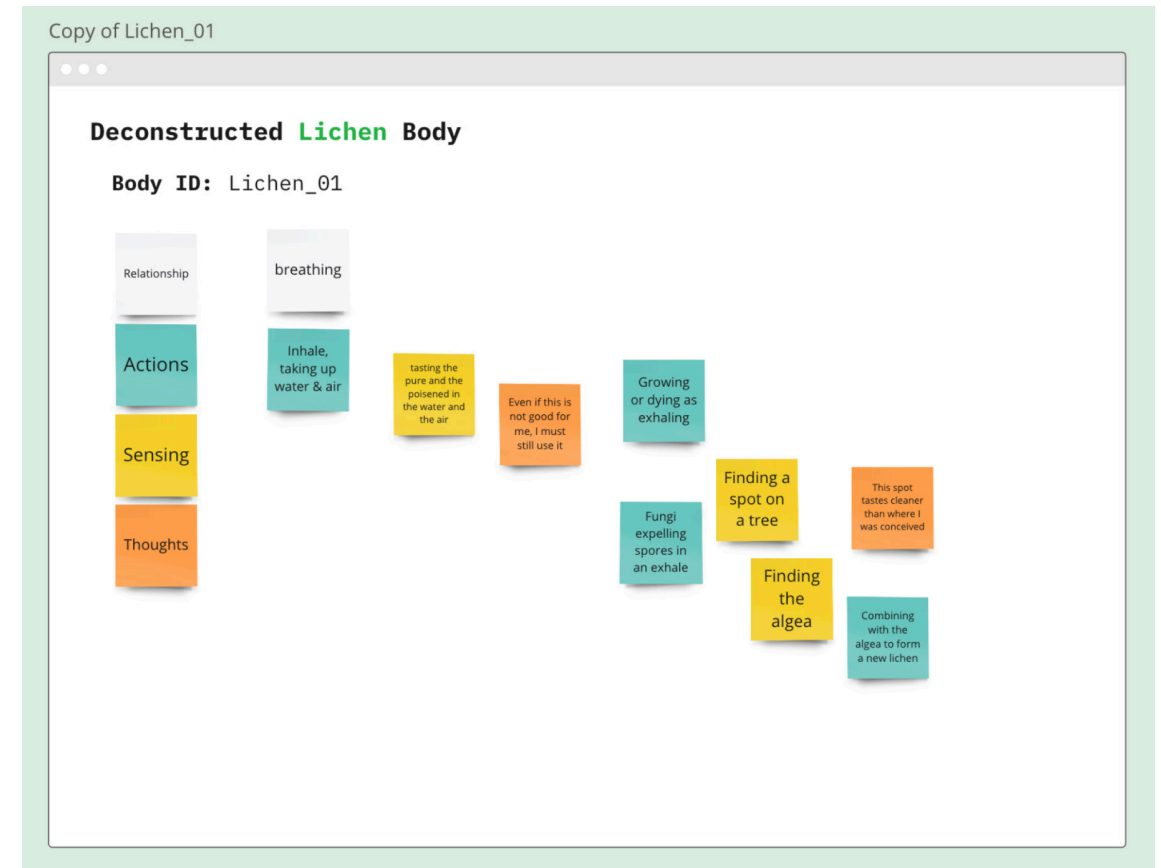 Copy of Lichen_01
Deconstructed Lichen Body
Body ID: Lichen_01
Relationship
Actions
Sensing
Thoughts
breathing
Inhale,
taking up
water & air
tasting the
pure and the
poisened in
the water and
the air
Even if this is
not good for
me, I must
still use it
Growing
or dying as
exhaling
Fungi
expelling
spores in
an exhale
Finding a
spot on
a tree
Finding
the
algea
This spot
tastes cleaner
than where I
was conceived
Combining
with the
algea to form
a new lichen